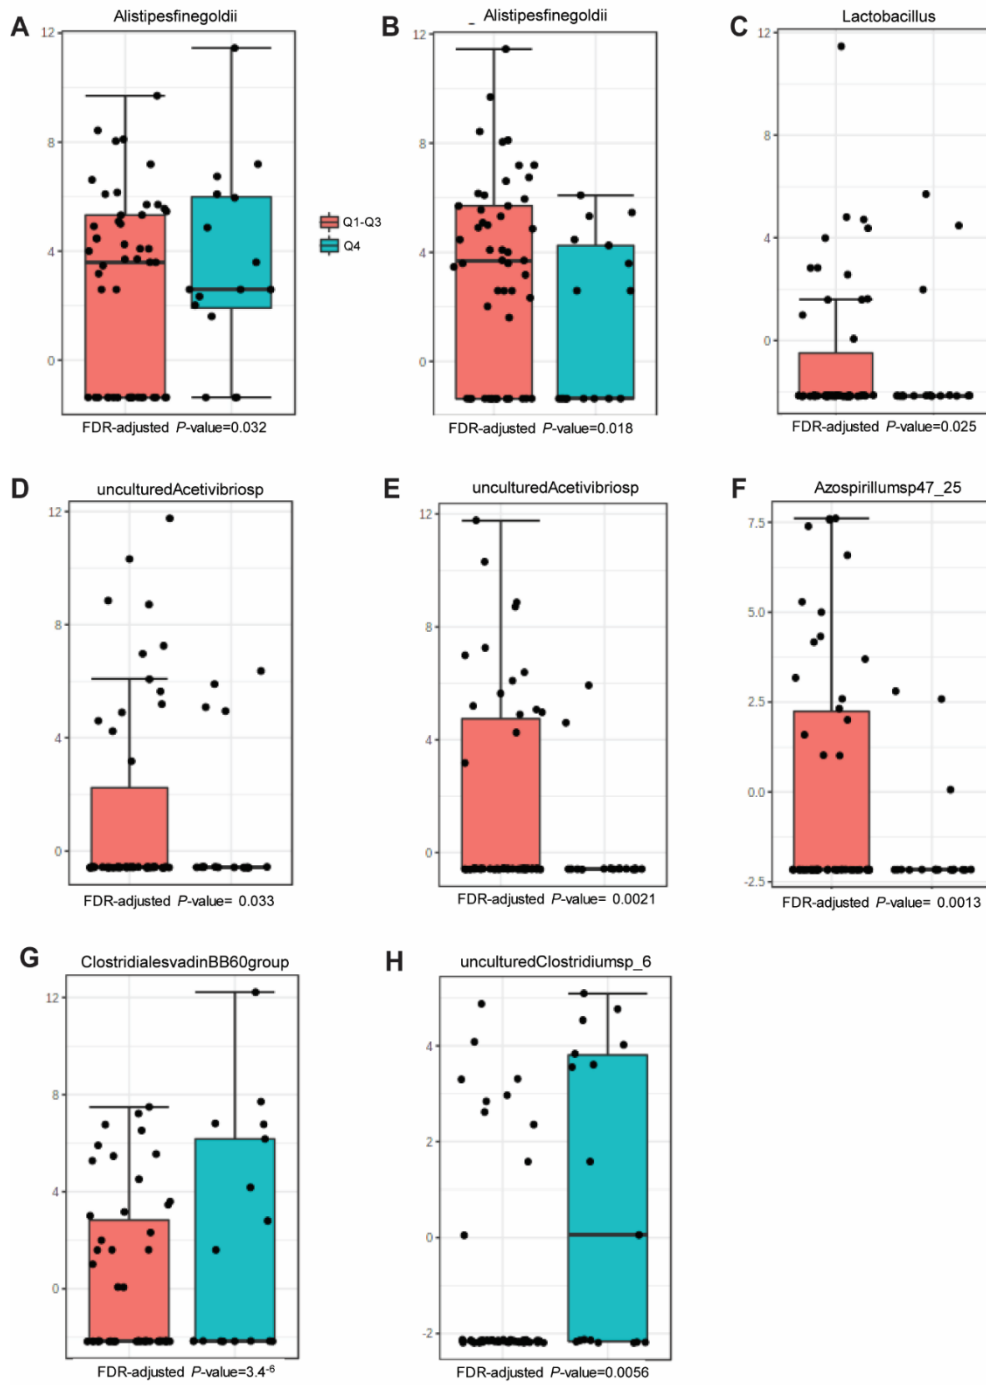 A
Alistipesfinegoldii
12
8
4
0
FDR-adjusted P-value=0.032
Q1-Q3
Q4
B
_ Alistipesfinegoldii
12
8
4
0
FDR-adjusted P-value=0.018
C
Lactobacillus
12
8
4
0
FDR-adjusted P-value=0.025
D
unculturedAcetivibriosp
12
8
4
0
FDR-adjusted P-value= 0.033
E
unculturedAcetivibriosp
12
8
4
0
FDR-adjusted P-value= 0.0021
F
Azospirillumsp47_25
7.5
5.0
2.5
0.0
-2.5
FDR-adjusted P-value= 0.0013
G
ClostridialesvadinBB60group
12
8
4
0
FDR-adjusted P-value=3.4-6
H
unculturedClostridiumsp_6
4
2
0
-2
FDR-adjusted P-value=0.0056